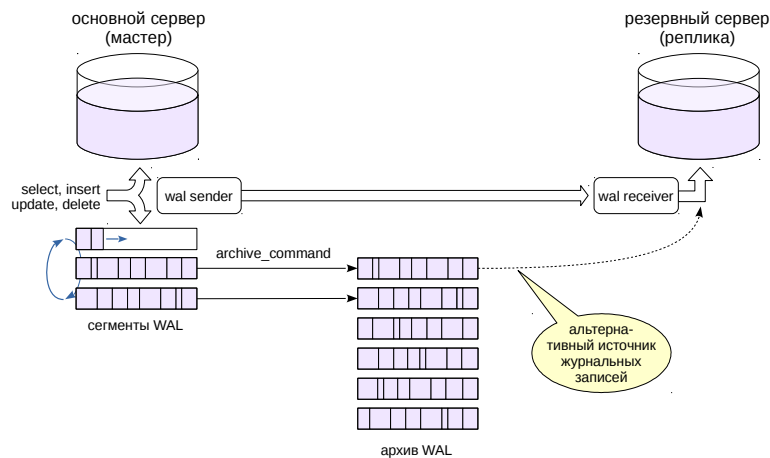 основной сервер
(мастер)
резервный сервер
(реплика)
select, insert
update, delete
wal sender
wal receiver
archive_command
сегменты WAL
альтерна-
тивный источник
журнальных
записей
архив WAL